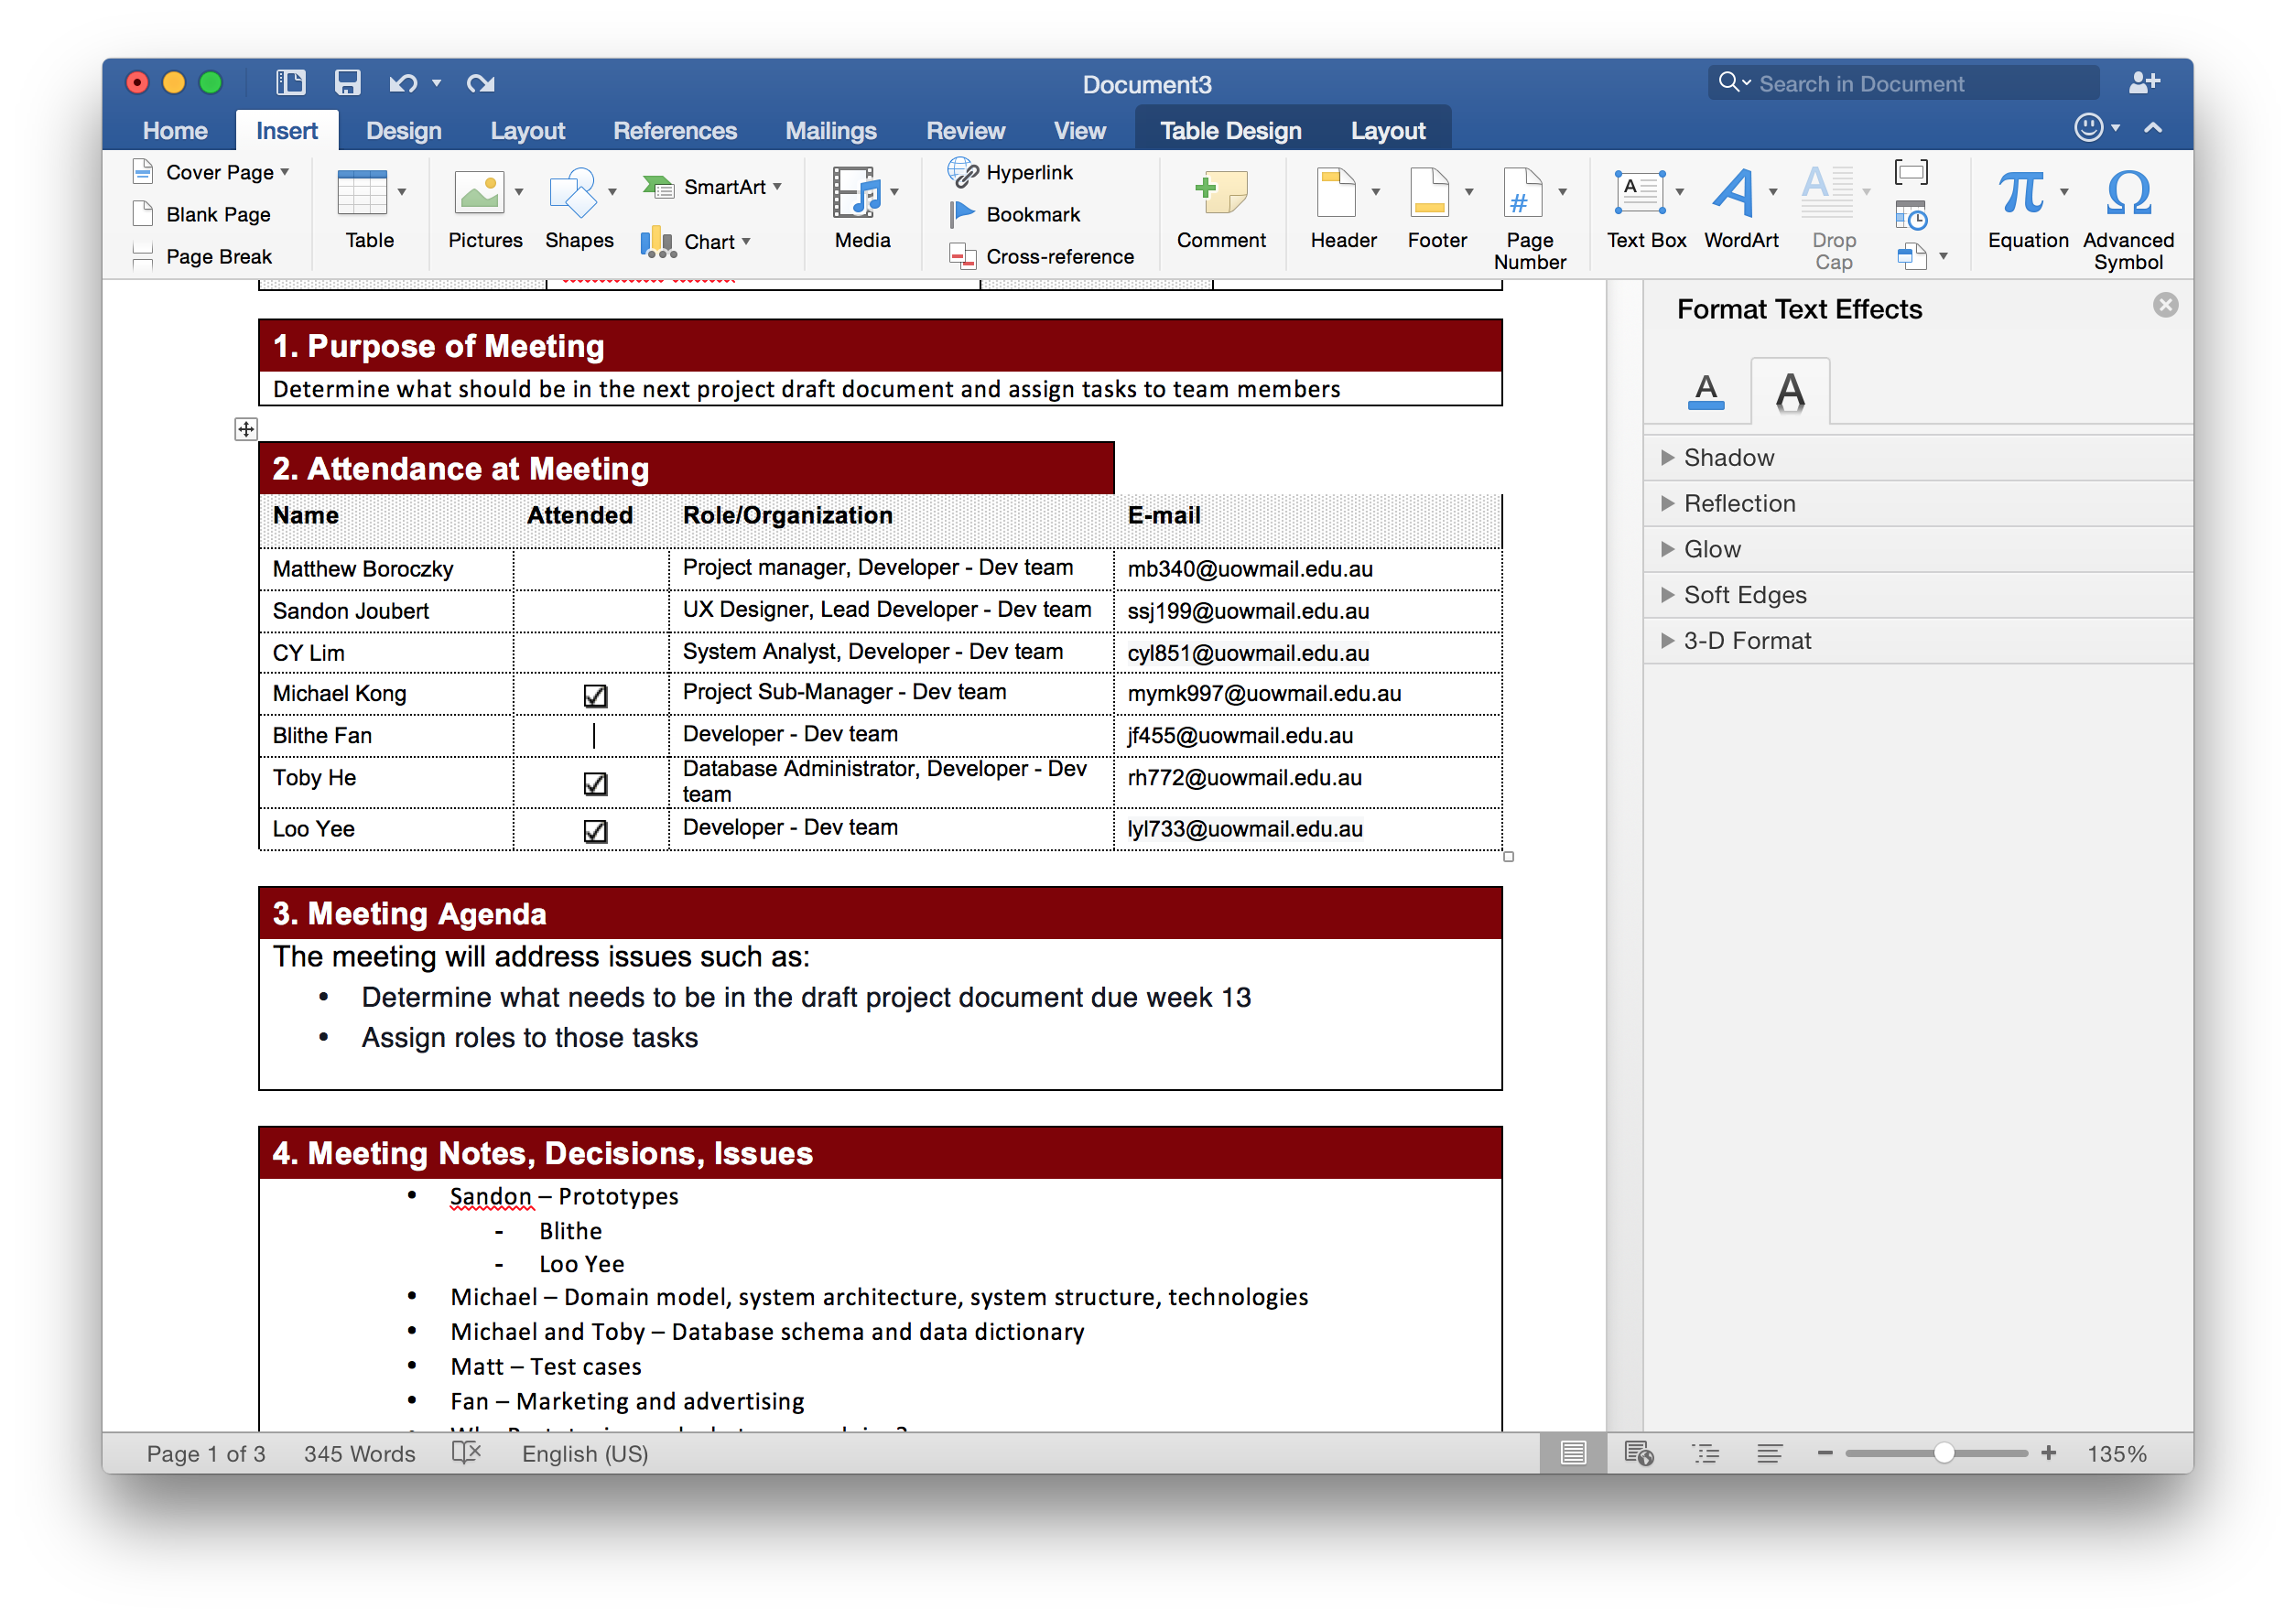 Document3
Search in Document
Home Insert Design Layout References Mailings Review View Table Design Layout
Cover Page
Blank Page
Page Break
Table
Pictures
Shapes
SmartArt
Chart
Media
Hyperlink
Bookmark
Cross-reference
Comment
Header
Footer
Page Number
Text Box
WordArt
Drop Cap
Equation
Advanced Symbol
1. Purpose of Meeting
Determine what should be in the next project draft document and assign tasks to team members
2. Attendance at Meeting
Name Attended Role/Organization E-mail
Matthew Boroczky Project manager, Developer - Dev team mb340@uowmail.edu.au
Sandon Joubert UX Designer, Lead Developer - Dev team ssj199@uowmail.edu.au
CY Lim System Analyst, Developer - Dev team cyl851@uowmail.edu.au
Michael Kong Project Sub-Manager - Dev team mymk997@uowmail.edu.au
Blithe Fan Developer - Dev team jf455@uowmail.edu.au
Toby He Database Administrator, Developer - Dev team rh772@uowmail.edu.au
Loo Yee Developer - Dev team lyl733@uowmail.edu.au
3. Meeting Agenda
The meeting will address issues such as:
• Determine what needs to be in the draft project document due week 13
• Assign roles to those tasks
4. Meeting Notes, Decisions, Issues
• Sandon – Prototypes
- Blithe
- Loo Yee
• Michael – Domain model, system architecture, system structure, technologies
• Michael and Toby – Database schema and data dictionary
• Matt – Test cases
• Fan – Marketing and advertising
Format Text Effects
Shadow
Reflection
Glow
Soft Edges
3-D Format
Page 1 of 3 345 Words English (US) 135%